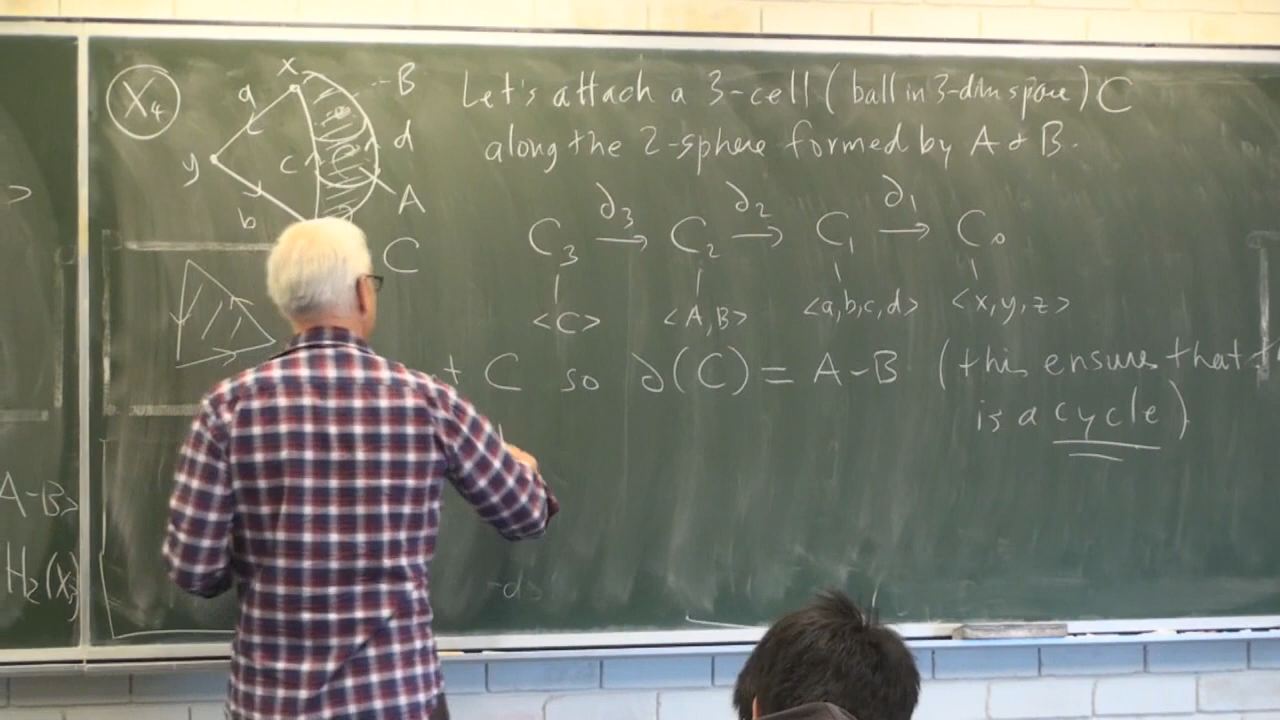 >
A-B>
H₂(X₃)
X₄
x
a
y
b
c
B
d
A
C
Let's attach a 3-cell (ball in 3-dim space) C
along the 2-sphere formed by A & B.
C₃ →∂₃ C₂ →∂₂ C₁ →∂₁ C₀
<C> <A,B> <a,b,c,d> <x,y,z>
C so ∂(C) = A-B (this ensures that
is a cycle)